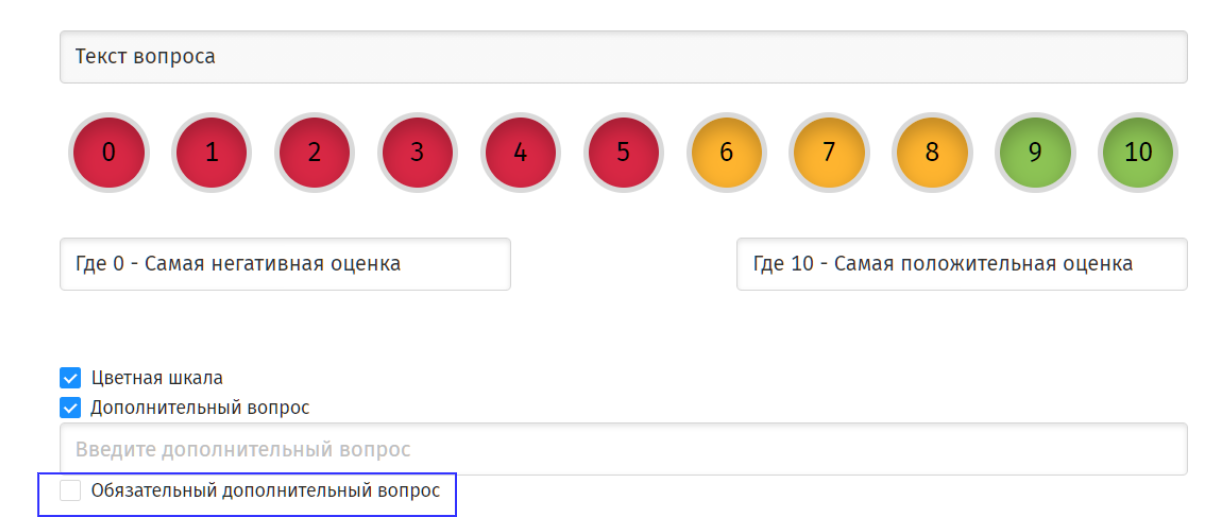 Текст вопроса
0 1 2 3 4 5 6 7 8 9 10
Где 0 - Самая негативная оценка
Где 10 - Самая положительная оценка
Цветная шкала
Дополнительный вопрос
Введите дополнительный вопрос
Обязательный дополнительный вопрос